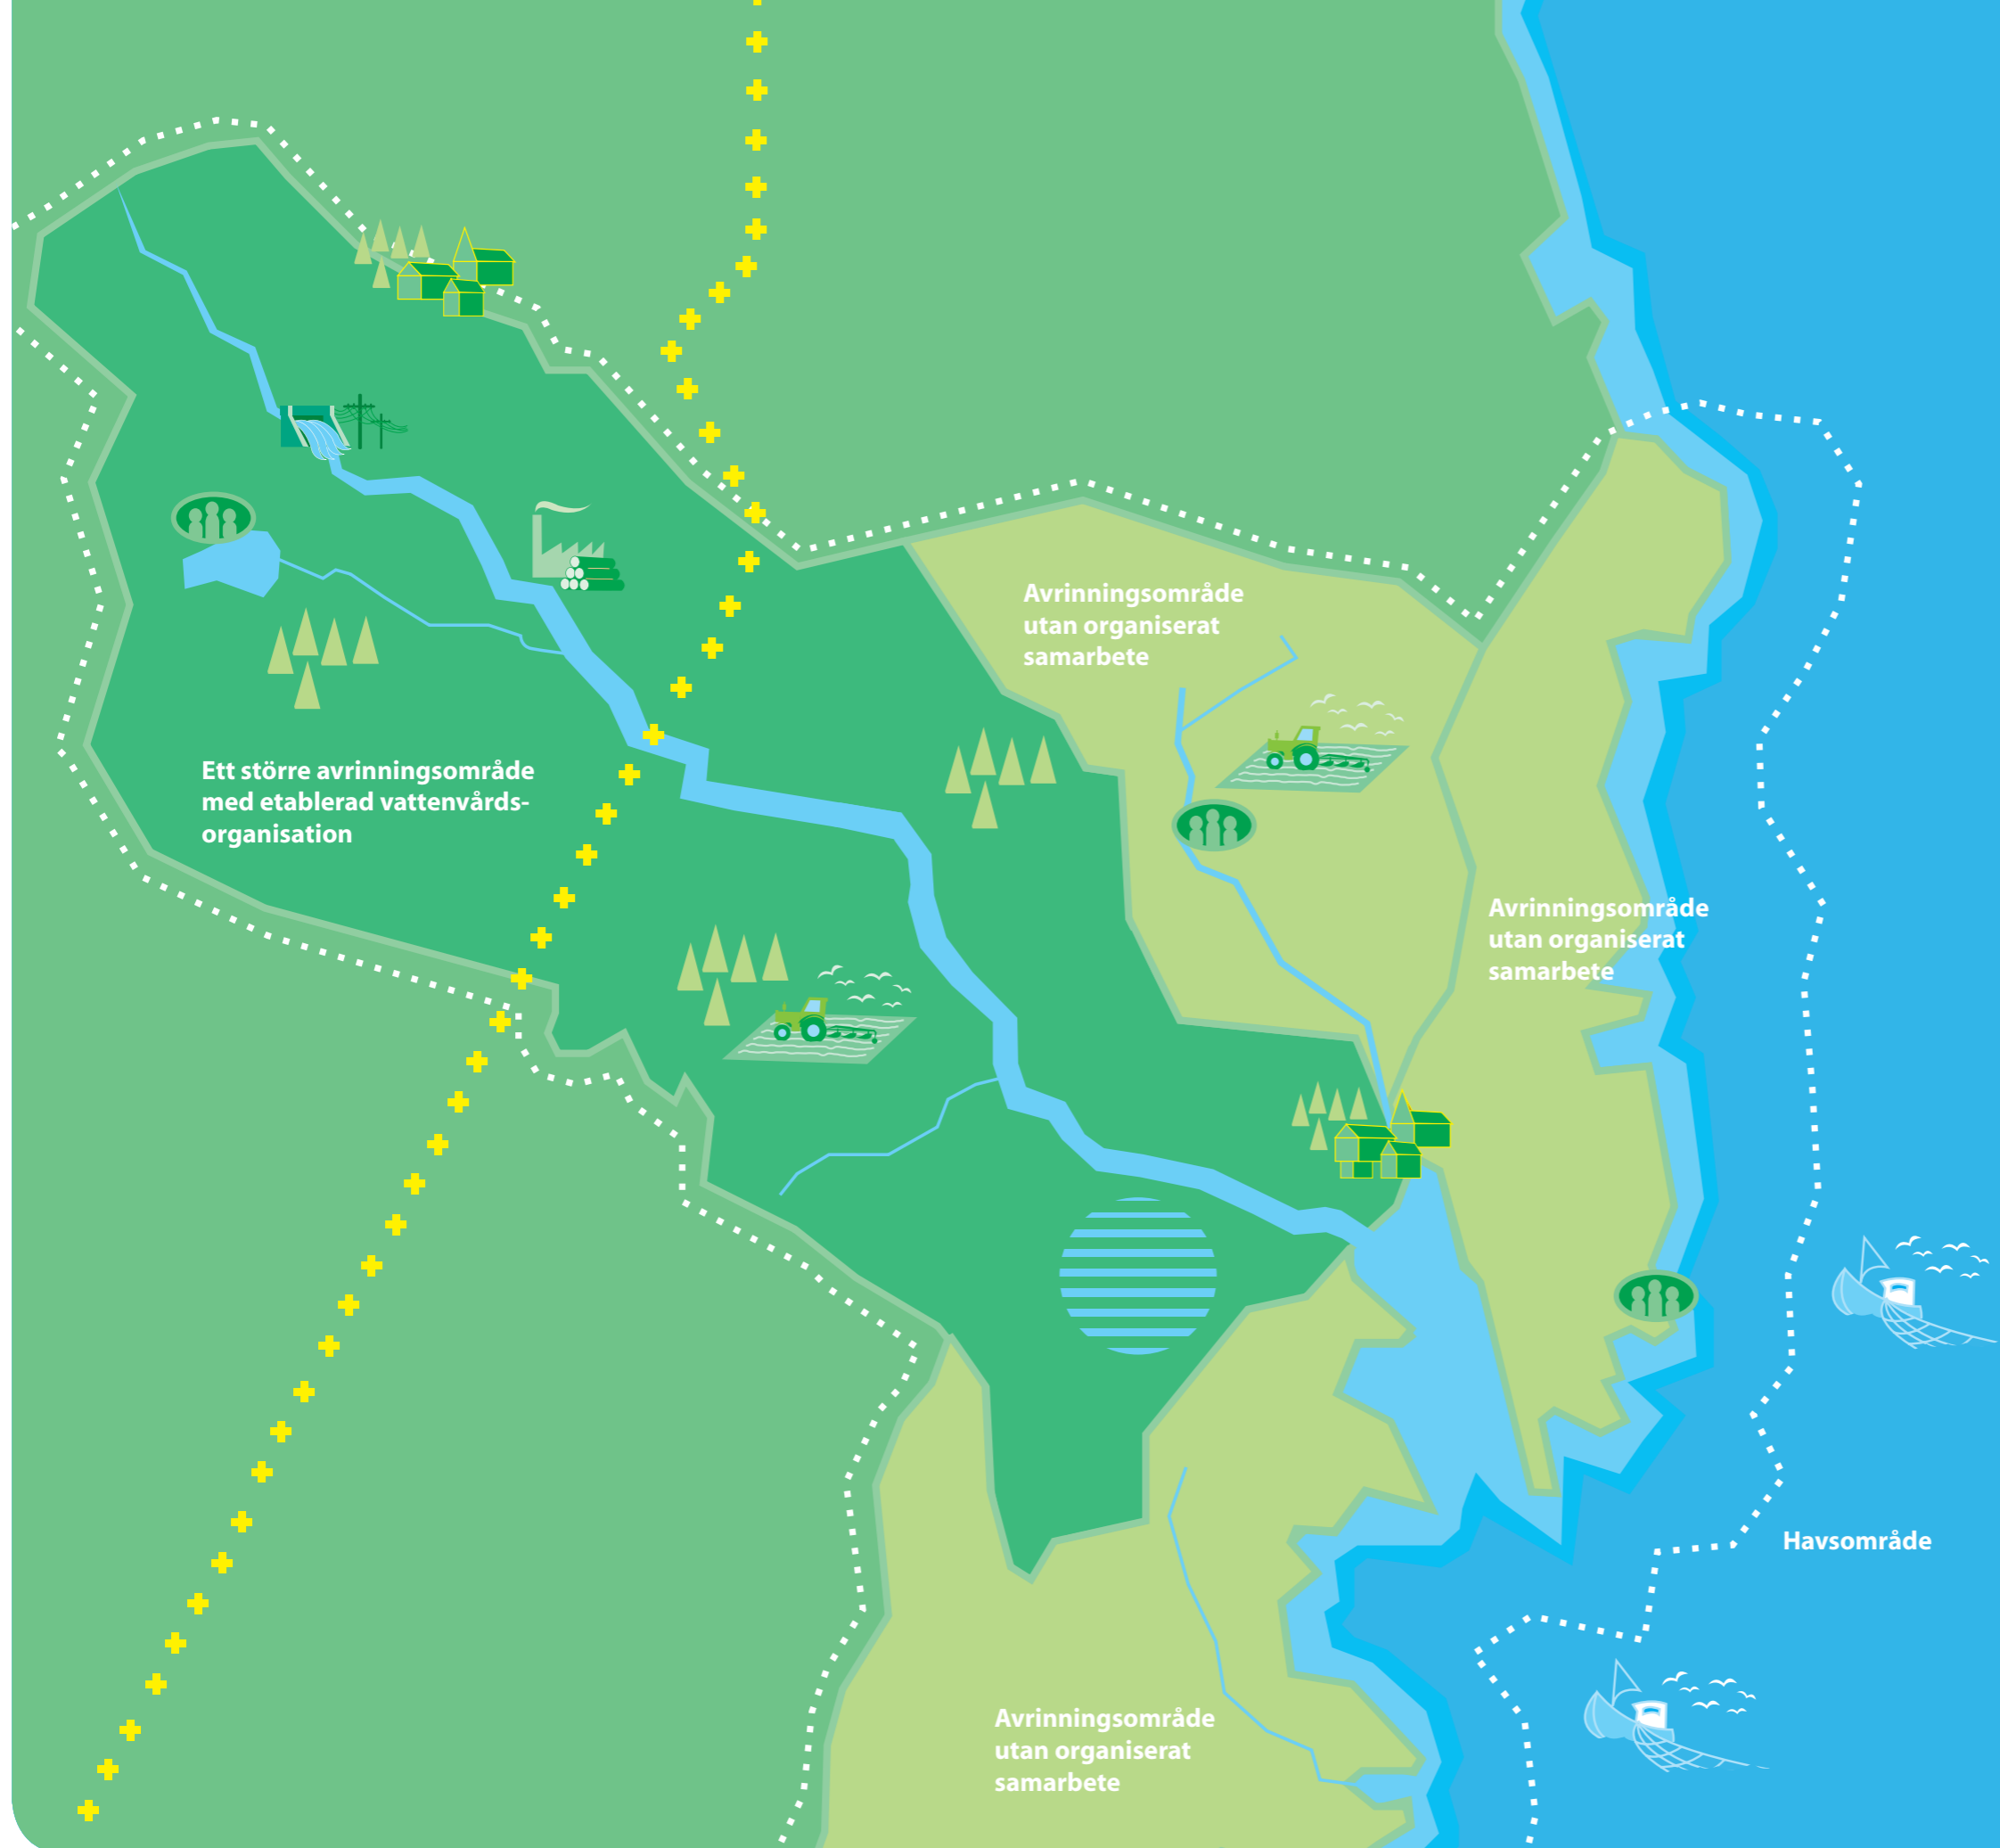 Avrinningsområde
utan organiserat
samarbete
Ett större avrinningsområde
med etablerad vattenvårds-
organisation
Avrinningsområde
utan organiserat
samarbete
Havsområde
Avrinningsområde
utan organiserat
samarbete